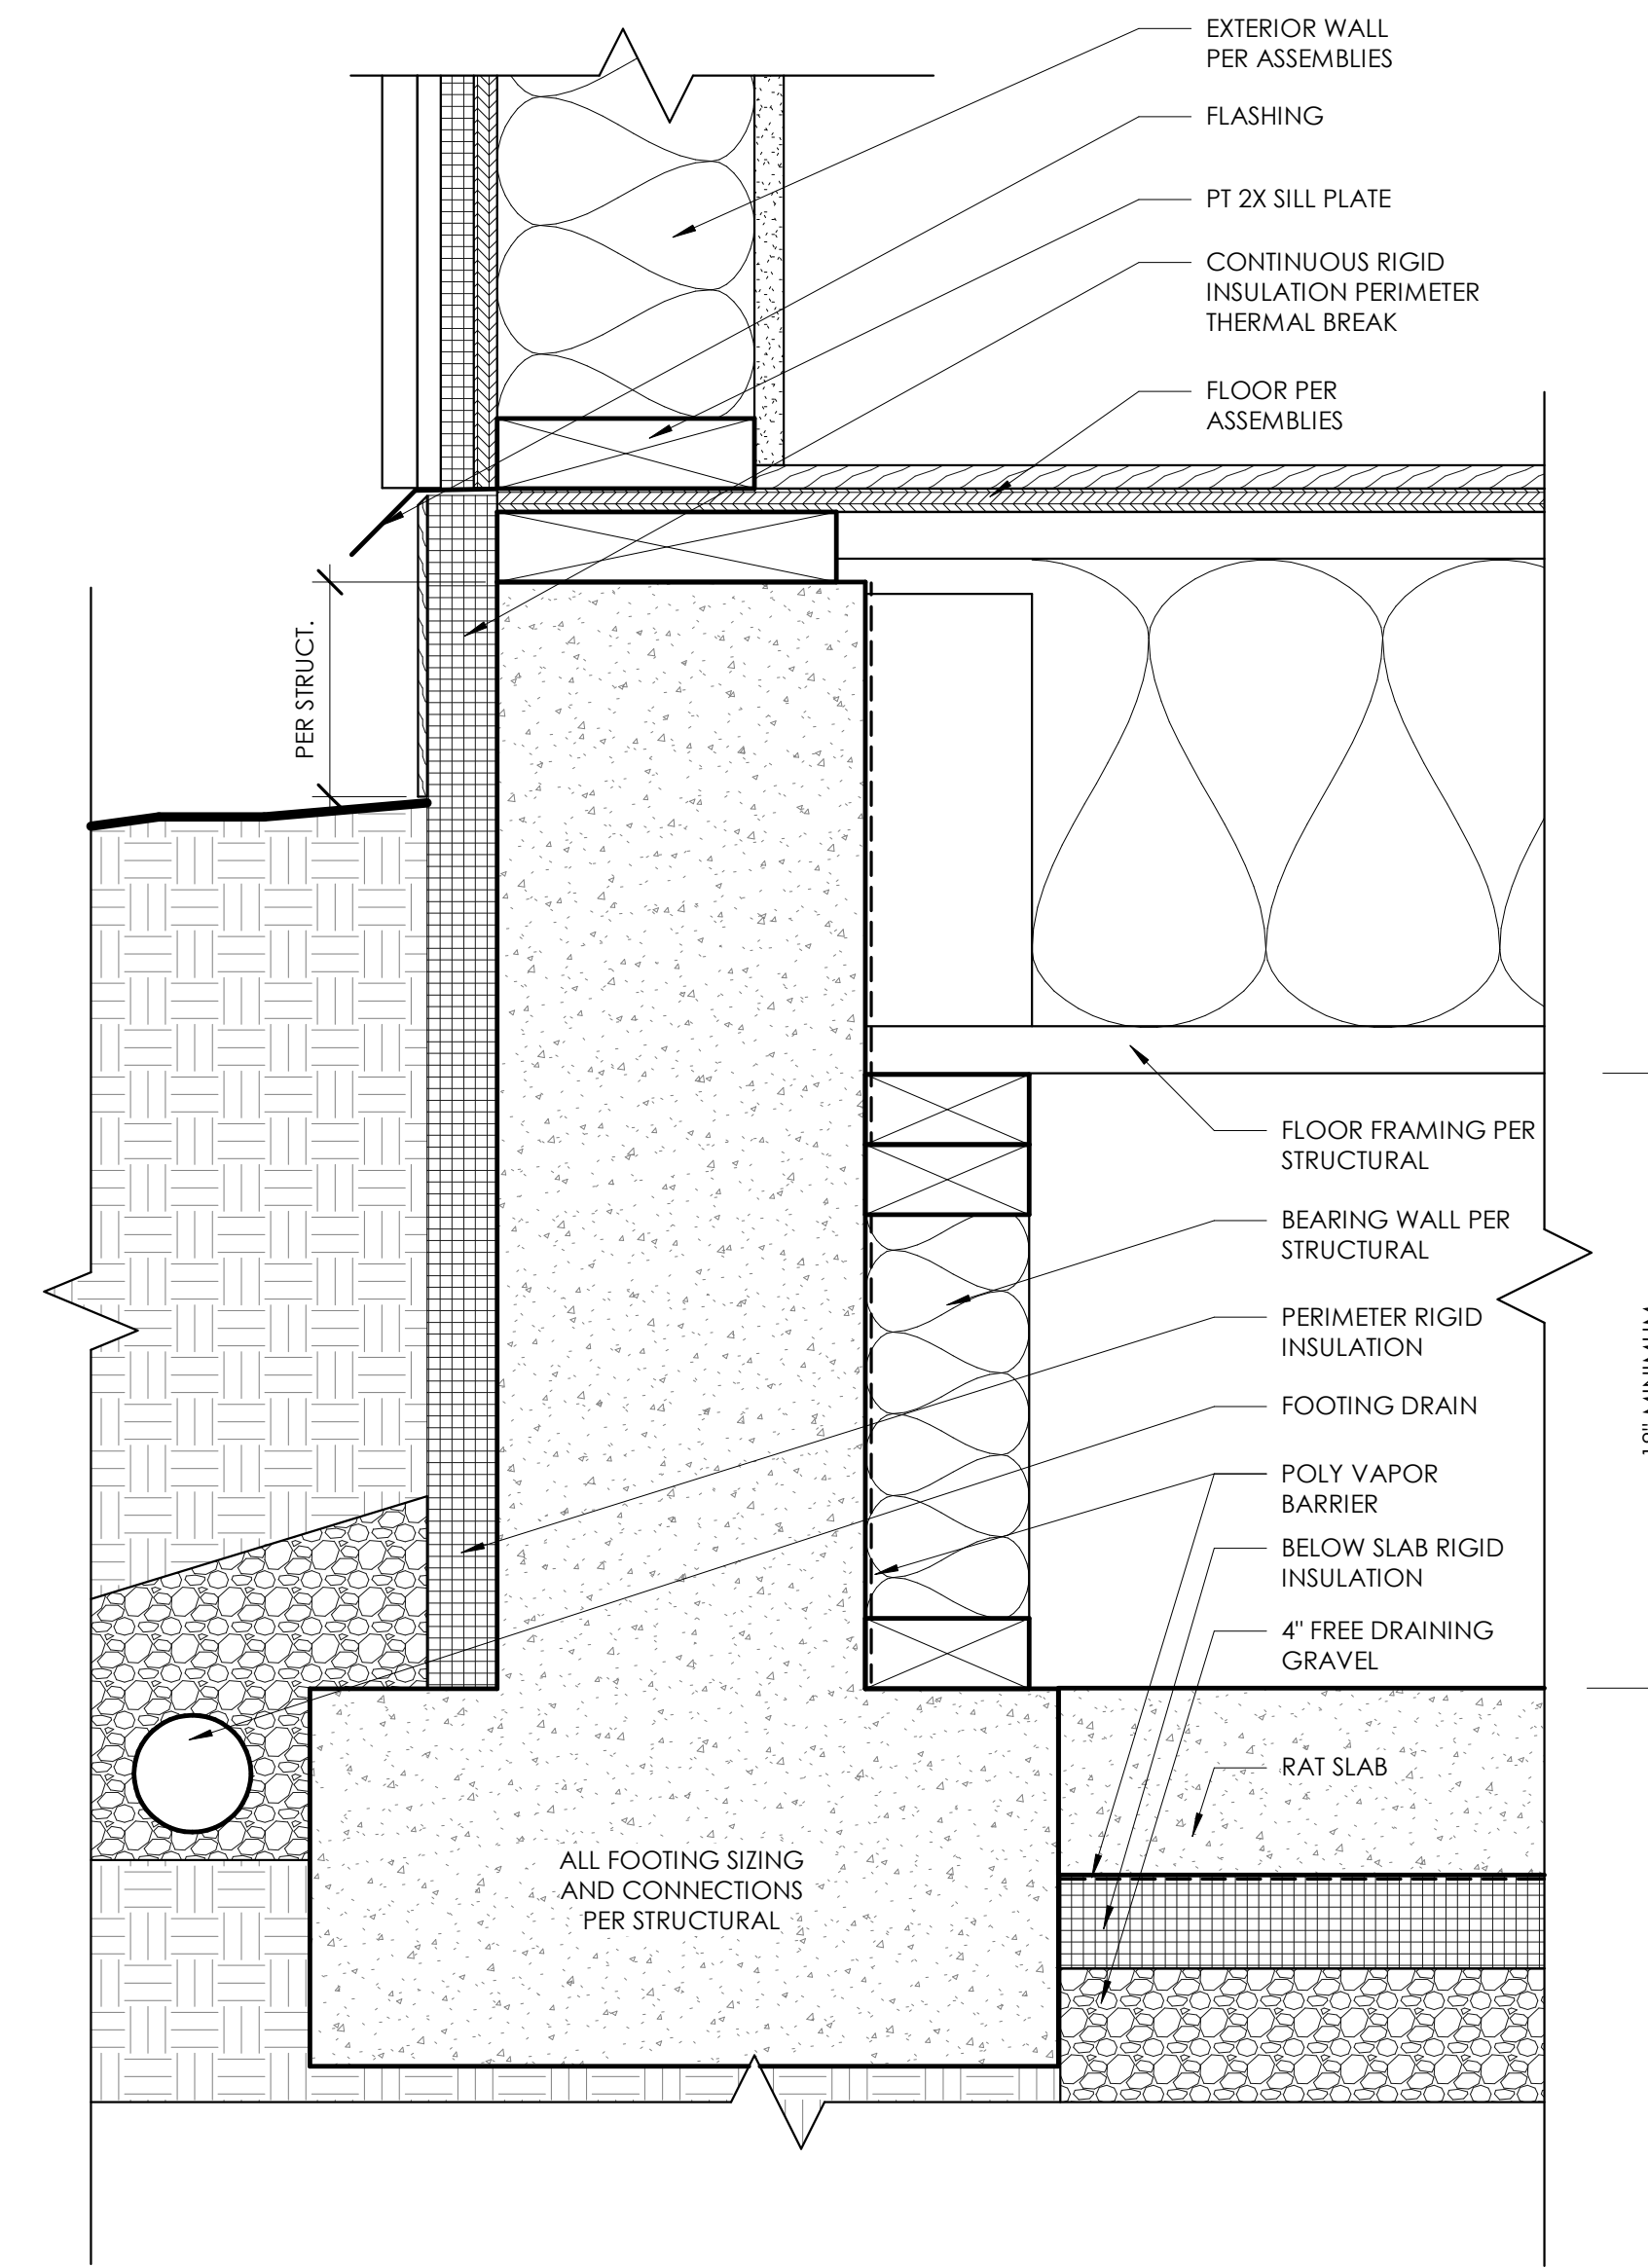 EXTERIOR WALL
PER ASSEMBLIES
FLASHING
PT 2X SILL PLATE
CONTINUOUS RIGID
INSULATION PERIMETER
THERMAL BREAK
FLOOR PER
ASSEMBLIES
PER STRUCT.
FLOOR FRAMING PER
STRUCTURAL
BEARING WALL PER
STRUCTURAL
PERIMETER RIGID
INSULATION
FOOTING DRAIN
POLY VAPOR
BARRIER
BELOW SLAB RIGID
INSULATION
4" FREE DRAINING
GRAVEL
RAT SLAB
ALL FOOTING SIZING
AND CONNECTIONS
PER STRUCTURAL